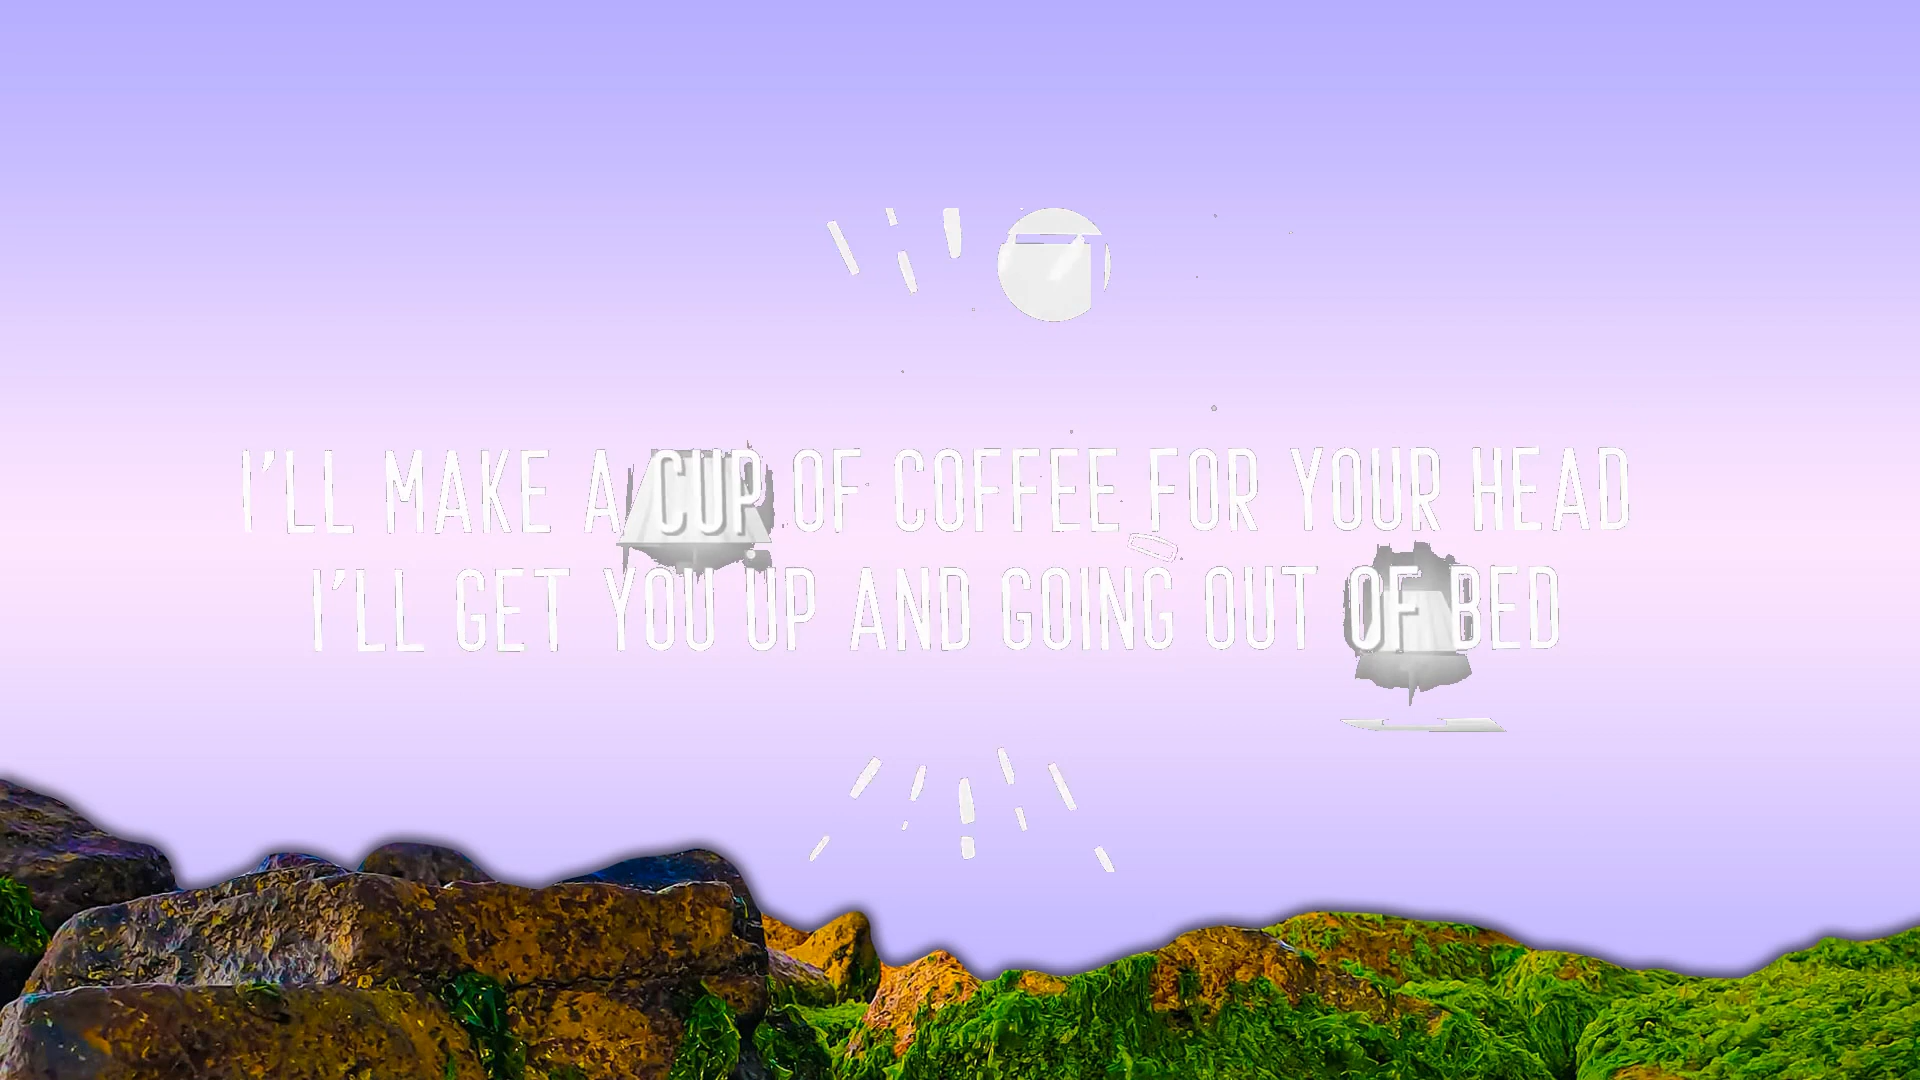 I'LL MAKE A CUP OF COFFEE FOR YOUR HEAD
I'LL GET YOU UP AND GOING OUT OF BED